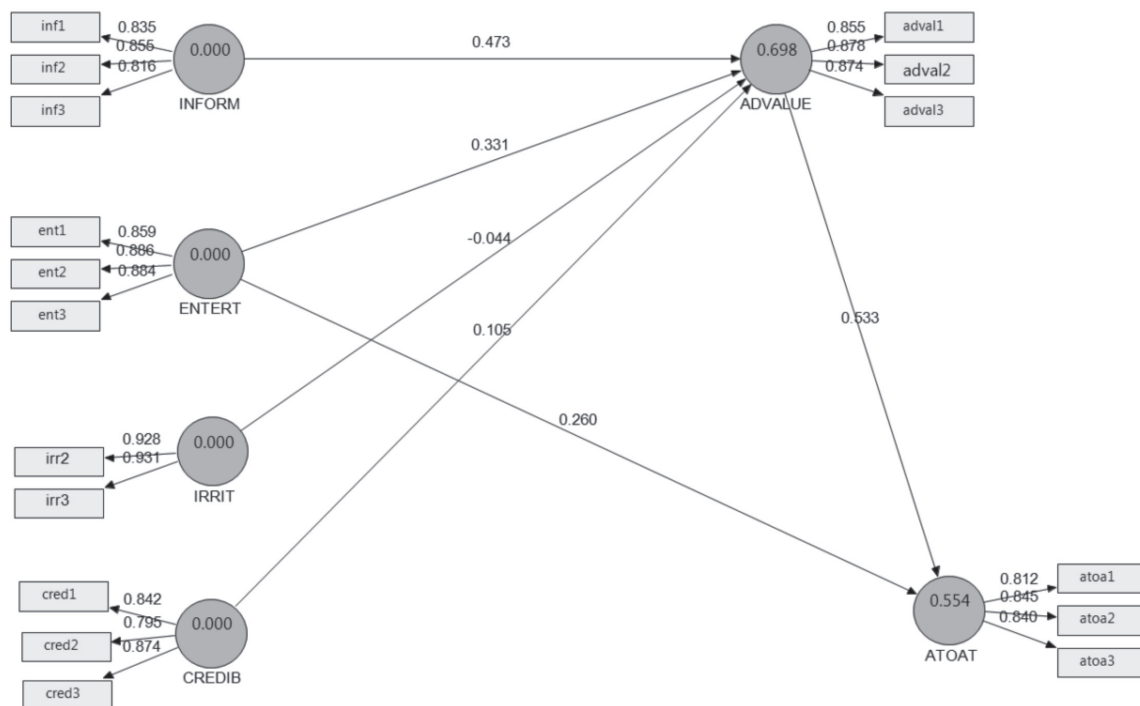 inf1
0.835
0.855
inf2
0.816
inf3
0.000
INFORM
0.473
0.698
ADVALUE
0.855
adval1
0.878
adval2
0.874
adval3
0.331
ent1
0.859
0.886
ent2
0.884
ent3
0.000
ENTERT
-0.044
0.105
0.533
0.260
0.928
irr2
0.931
irr3
0.000
IRRIT
cred1
0.842
0.795
cred2
0.874
cred3
0.000
CREDIB
0.554
ATOAT
0.812
atoa1
0.845
atoa2
0.840
atoa3